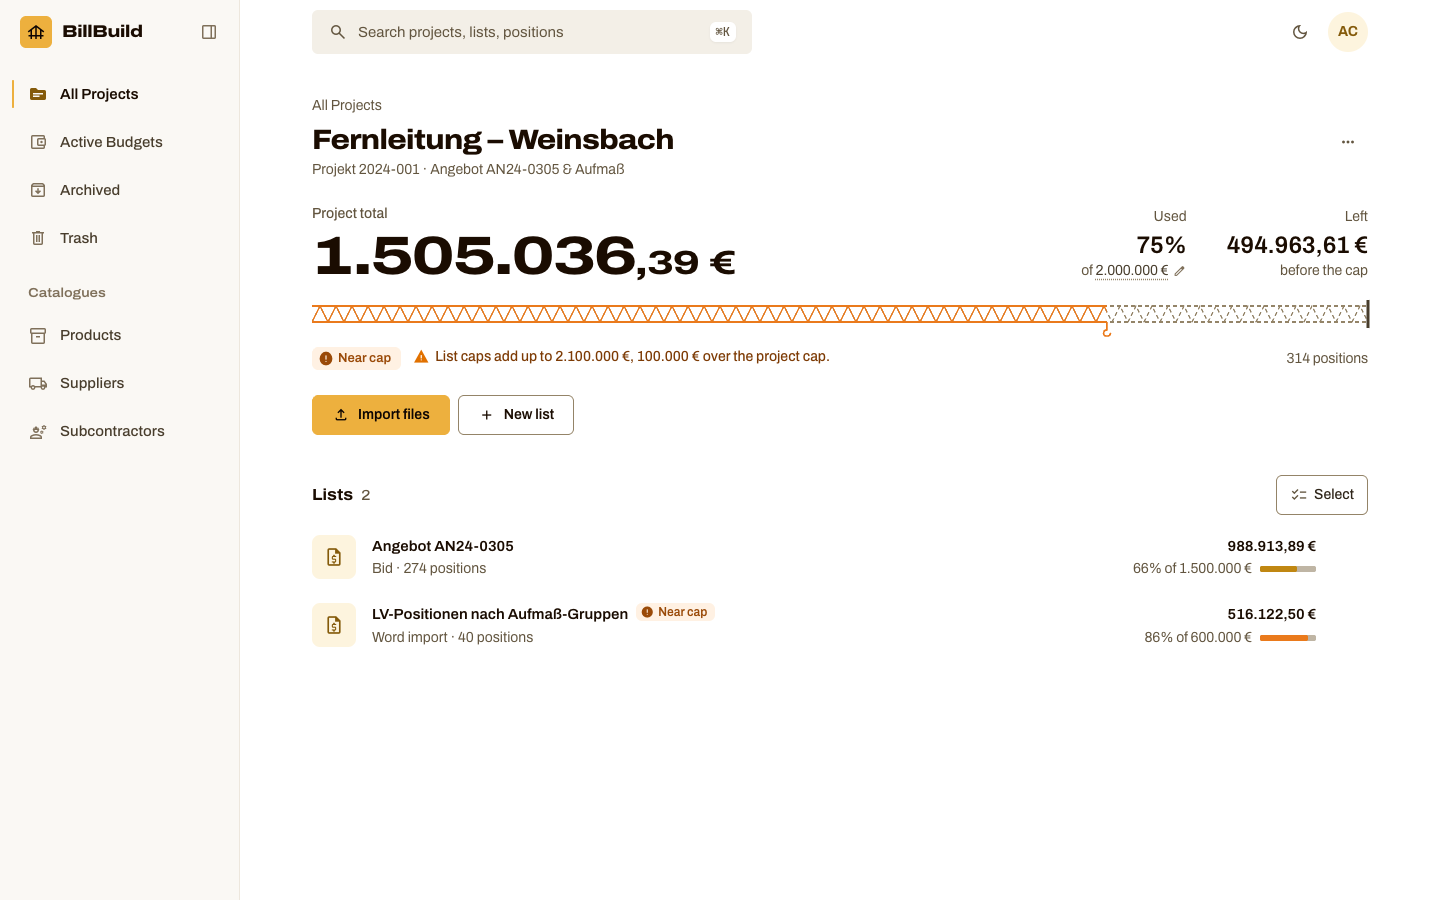 BillBuild
Search projects, lists, positions
⌘K
AC
All Projects
Active Budgets
Archived
Trash
Catalogues
Products
Suppliers
Subcontractors
All Projects
Fernleitung – Weinsbach
Projekt 2024-001 · Angebot AN24-0305 & Aufmaß
Project total
1.505.036,39 €
Used
75%
of 2.000.000 €
Left
494.963,61 €
before the cap
Near cap
List caps add up to 2.100.000 €, 100.000 € over the project cap.
314 positions
Import files
New list
Lists 2
Select
Angebot AN24-0305
988.913,89 €
Bid · 274 positions
66% of 1.500.000 €
LV-Positionen nach Aufmaß-Gruppen Near cap
516.122,50 €
Word import · 40 positions
86% of 600.000 €